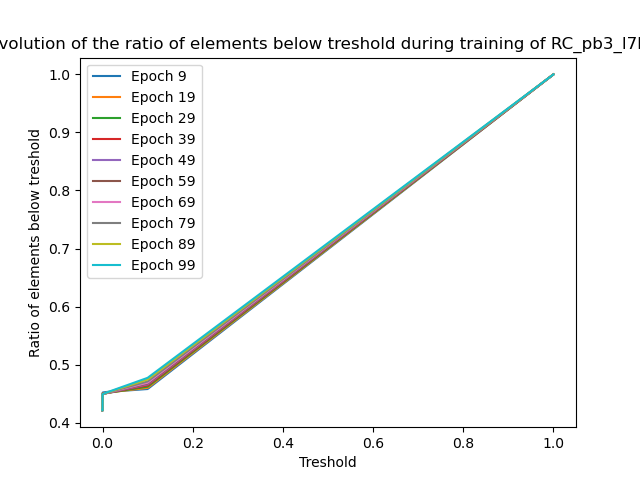 volution of the ratio of elements below treshold during training of RC_pb3_l7
1.0
0.9
0.8
0.7
0.6
0.5
0.4
Ratio of elements below treshold
Epoch 9
Epoch 19
Epoch 29
Epoch 39
Epoch 49
Epoch 59
Epoch 69
Epoch 79
Epoch 89
Epoch 99
0.0 0.2 0.4 0.6 0.8 1.0
Treshold